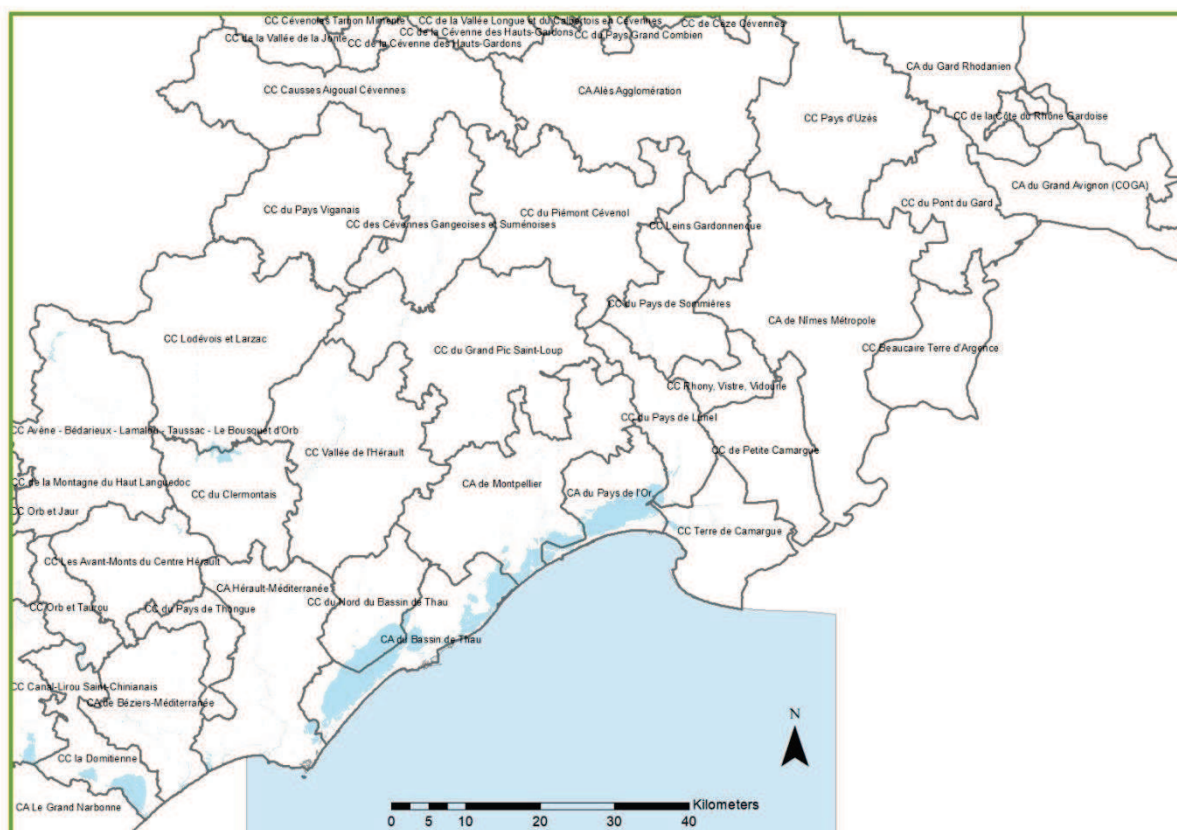 CC Cévenoles Tarnon Mimente
CC de la Vallée Longue et du Calbertois en Cévennes
CC de Cèze Cévennes
CC de la Vallée de la Jonte
CC de la Cévenne des Hauts-Gardons
CC du Pays Grand Combien
CC de la Cévenne des Hauts-Gardons
CA du Gard Rhodanien
CC Causses Aigoual Cévennes
CA Alès Agglomération
CC Pays d'Uzès
CC de la Côte du Rhône Gardoise
CA du Grand Avignon (COGA)
CC du Pays Viganais
CC du Piémont Cévenol
CC du Pont du Gard
CC des Cévennes Gangeoises et Suménoises
CC Leins Gardonnenque
CC du Pays de Sommières
CA de Nîmes Métropole
CC Lodévois et Larzac
CC du Grand Pic Saint-Loup
CC Beaucaire Terre d'Argence
CC Rhony, Vistre, Vidourle
CC du Pays de Lunel
CC Avène - Bédarieux - Lamalou - Taussac - Le Bousquet d'Orb
CC Vallée de l'Hérault
CC de Petite Camargue
CC de la Montagne du Haut Languedoc
CC du Clermontais
CA de Montpellier
CA du Pays de l'Or
CC Orb et Jaur
CC Terre de Camargue
CC Les Avant-Monts du Centre Hérault
CA Hérault-Méditerranée
CC du Nord du Bassin de Thau
CC Orb et Taurou
CC du Pays de Thongue
CA du Bassin de Thau
CC Canal-Lirou Saint-Chinianais
CA de Béziers-Méditerranée
N
CC la Domitienne
CA Le Grand Narbonne
Kilometers
0 5 10 20 30 40